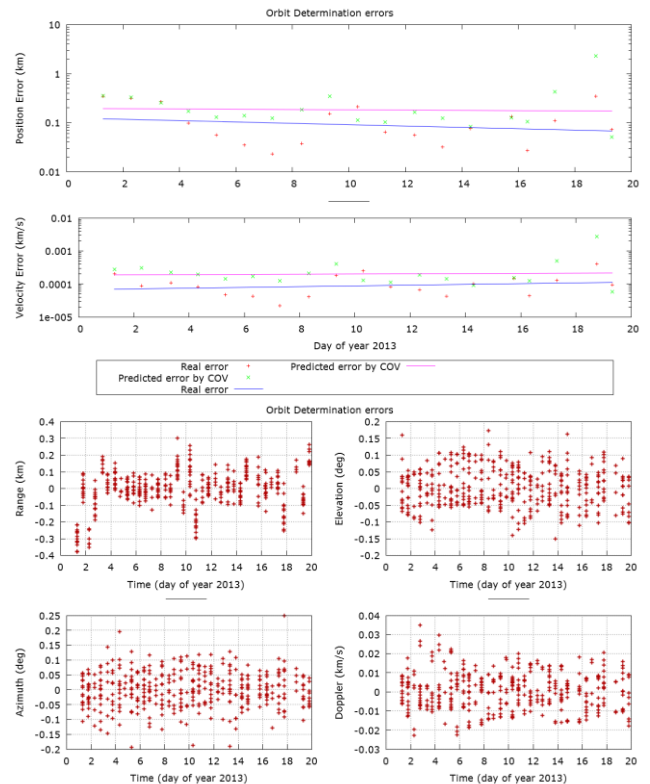 Orbit Determination errors
10
1
0.1
0.01
Position Error (km)
0 2 4 6 8 10 12 14 16 18 20
0.01
0.001
0.0001
1e-005
Velocity Error (km/s)
0 2 4 6 8 10 12 14 16 18 20
Day of year 2013
Real error Predicted error by COV
Predicted error by COV
Real error
Orbit Determination errors
0.4
0.3
0.2
0.1
0
-0.1
-0.2
-0.3
-0.4
Range (km)
0 2 4 6 8 10 12 14 16 18 20
Time (day of year 2013)
0.2
0.15
0.1
0.05
0
-0.05
-0.1
-0.15
-0.2
Elevation (deg)
0 2 4 6 8 10 12 14 16 18 20
Time (day of year 2013)
0.25
0.2
0.15
0.1
0.05
0
-0.05
-0.1
-0.15
-0.2
Azimuth (deg)
0 2 4 6 8 10 12 14 16 18 20
Time (day of year 2013)
0.04
0.03
0.02
0.01
0
-0.01
-0.02
-0.03
Doppler (km/s)
0 2 4 6 8 10 12 14 16 18 20
Time (day of year 2013)